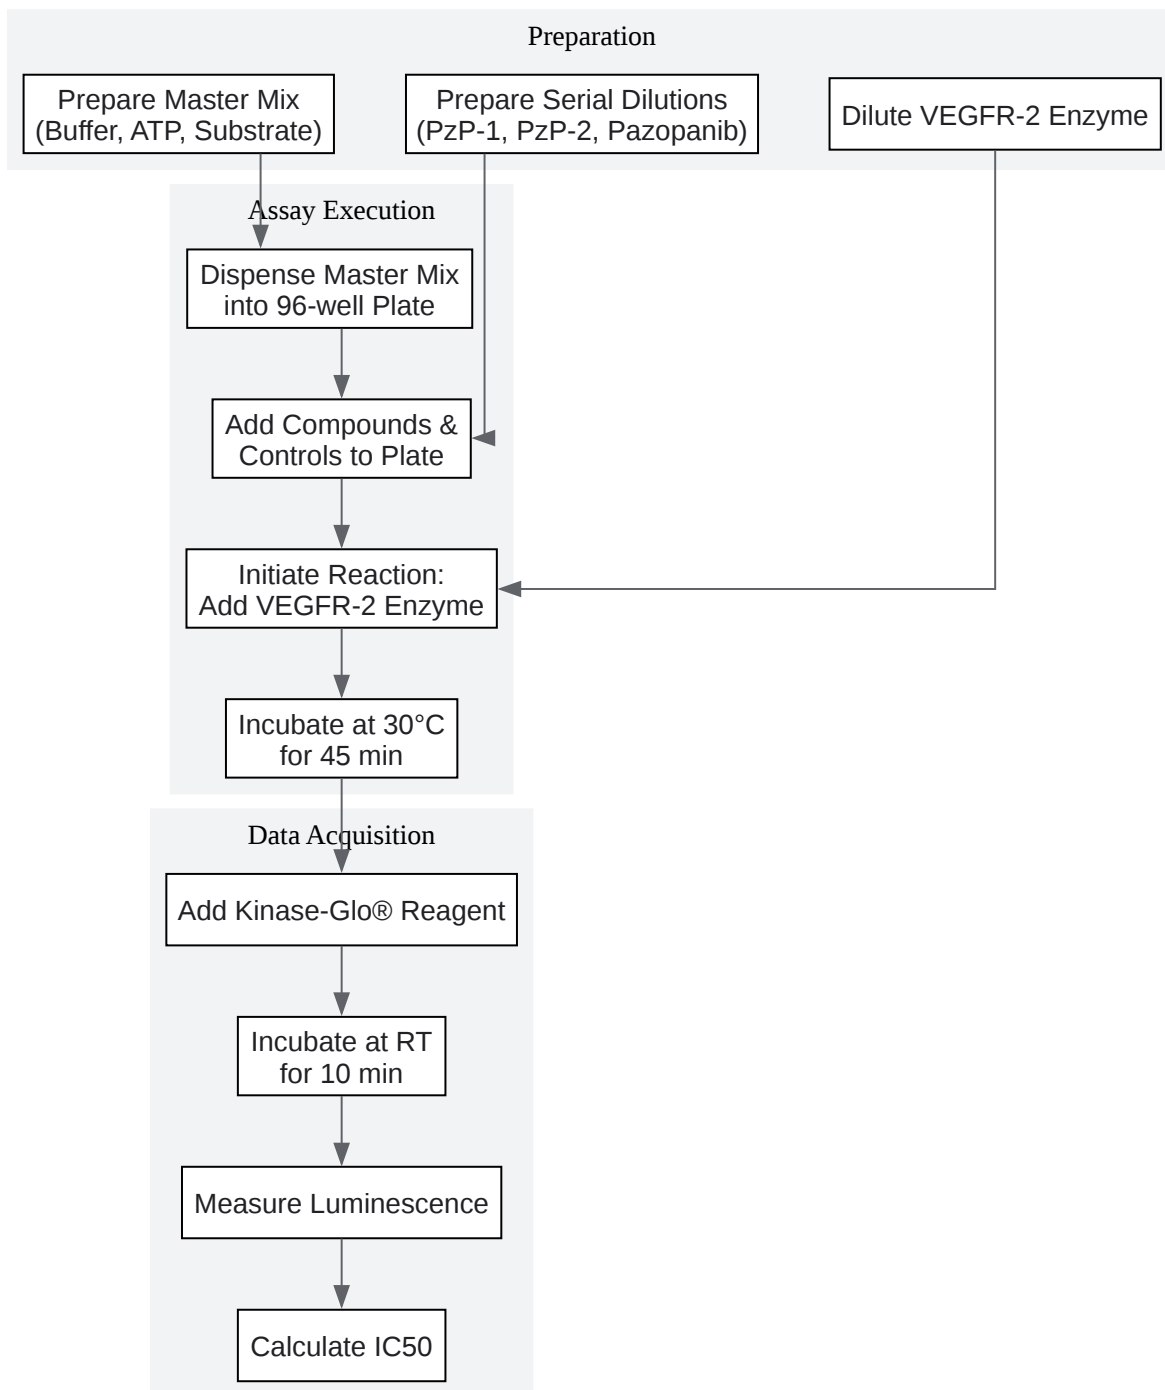 Preparation
Prepare Master Mix
(Buffer, ATP, Substrate)
Prepare Serial Dilutions
(PzP-1, PzP-2, Pazopanib)
Dilute VEGFR-2 Enzyme
Assay Execution
Dispense Master Mix
into 96-well Plate
Add Compounds &
Controls to Plate
Initiate Reaction:
Add VEGFR-2 Enzyme
Incubate at 30°C
for 45 min
Data Acquisition
Add Kinase-Glo® Reagent
Incubate at RT
for 10 min
Measure Luminescence
Calculate IC50